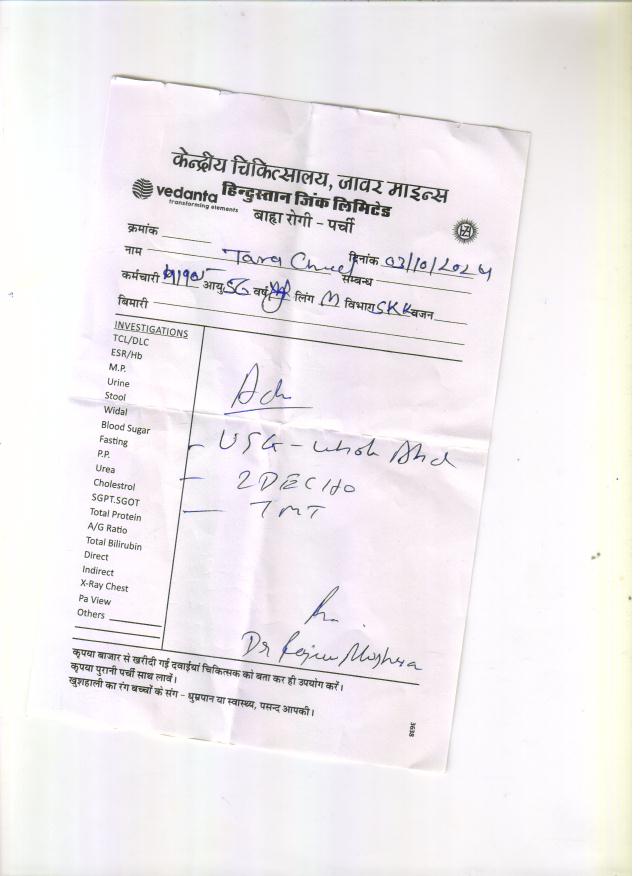 केन्द्रीय चिकित्सालय, जावर माइन्स
vedanta हिन्दुस्तान जिंक लिमिटेड
transforming elements
बाह्य रोगी - पर्ची
क्रमांक
नाम Tara दिनांक 03/10/2024
सम्बन्ध
कर्मचारी आयु 56 वर्ष लिंग M विभाग SKK वजन
बिमारी
INVESTIGATIONS
TCL/DLC
ESR/Hb
M.P.
Urine
Stool
Widal
Blood Sugar
Fasting
P.P.
Urea
Cholestrol
SGPT.SGOT
Total Protein
A/G Ratio
Total Bilirubin
Direct
Indirect
X-Ray Chest
Pa View
Others
Adv
- USG - whole Abd
- 2D ECHO
- TMT
Dr Rajeev
कृपया बाजार से खरीदी गई दवाईयां चिकित्सक को बता कर ही उपयोग करें।
कृपया पुरानी पर्ची साथ लावें।
खुशहाली का रंग बच्चों के संग - धुम्रपान या स्वास्थ्य, पसन्द आपकी।
3638